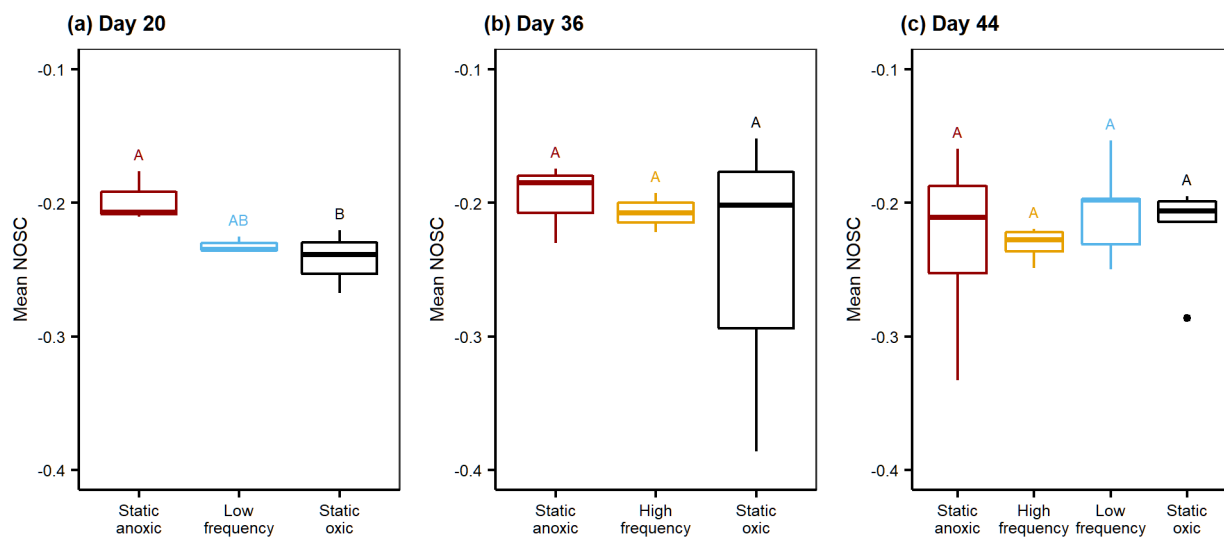 (a) Day 20
Mean NOSC
-0.1
-0.2
-0.3
-0.4
A
AB
B
Static
anoxic
Low
frequency
Static
oxic
(b) Day 36
Mean NOSC
-0.1
-0.2
-0.3
-0.4
A
A
A
Static
anoxic
High
frequency
Static
oxic
(c) Day 44
Mean NOSC
-0.1
-0.2
-0.3
-0.4
A
A
A
A
Static
anoxic
High
frequency
Low
frequency
Static
oxic